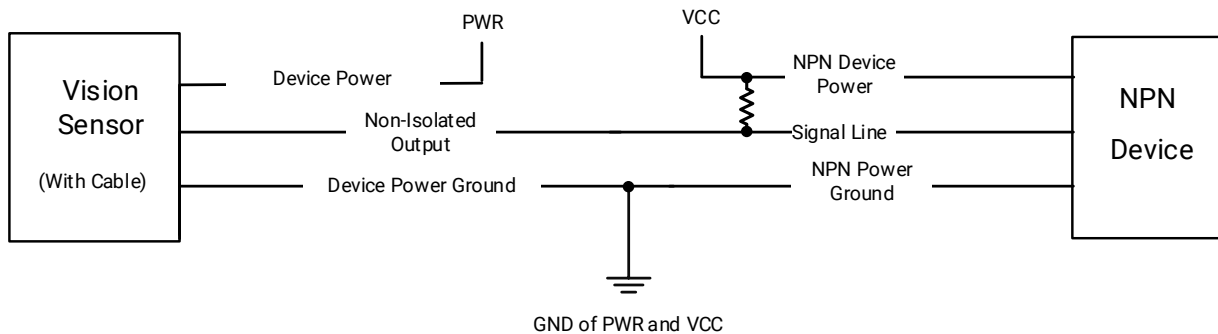 PWR
VCC
Vision
Sensor
(With Cable)
Device Power
NPN Device
Power
Non-Isolated
Output
Signal Line
Device Power Ground
NPN Power
Ground
NPN
Device
GND of PWR and VCC